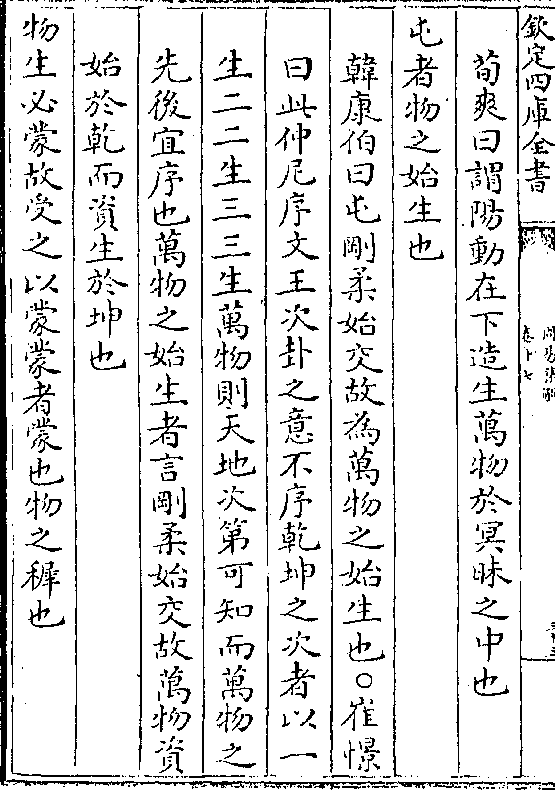 欽定四庫全書
卷十七
荀爽曰謂陽動在下造生萬物於冥昧之中也
屯者物之始生也
韓康伯曰屯剛柔始交故為萬物之始生也○崔憬
曰此仲尼序文王次卦之意不序乾坤之次者以一
生二二生三三生萬物則天地次第可知而萬物之
先後宜序也萬物之始生者言剛柔始交故萬物資
始於乾而資生於坤也
物生必蒙故受之以蒙蒙者蒙也物之穉也